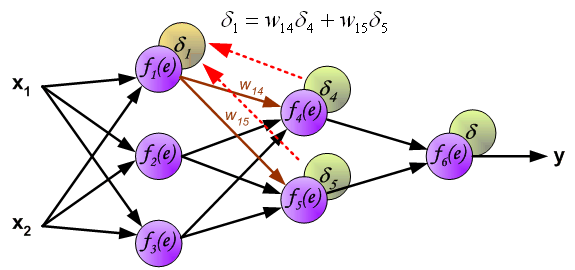 δ₁ = w₁₄δ₄ + w₁₅δ₅
δ₁
f₁(e)
x₁
w₁₄
δ₄
w₁₅
f₄(e)
δ
f₂(e)
f₆(e)
y
δ₅
f₅(e)
x₂
f₃(e)